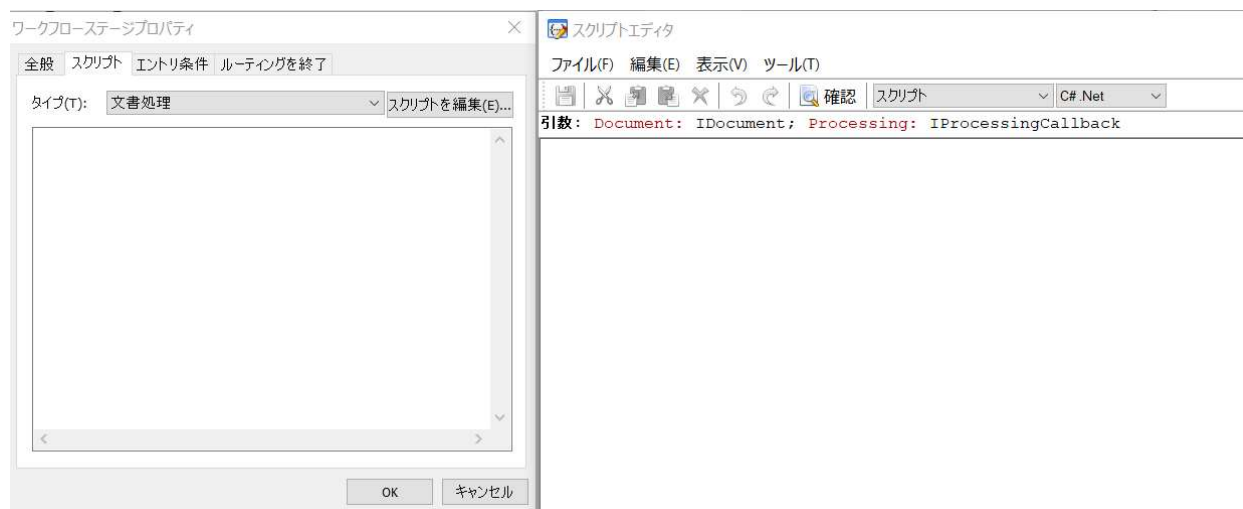 ワークフローステージプロパティ
全般 スクリプト エントリ条件 ルーティングを終了
タイプ(T): 文書処理 スクリプトを編集(E)...
OK キャンセル
スクリプトエディタ
ファイル(F) 編集(E) 表示(V) ツール(T)
確認 スクリプト C# .Net
引数: Document: IDocument; Processing: IProcessingCallback